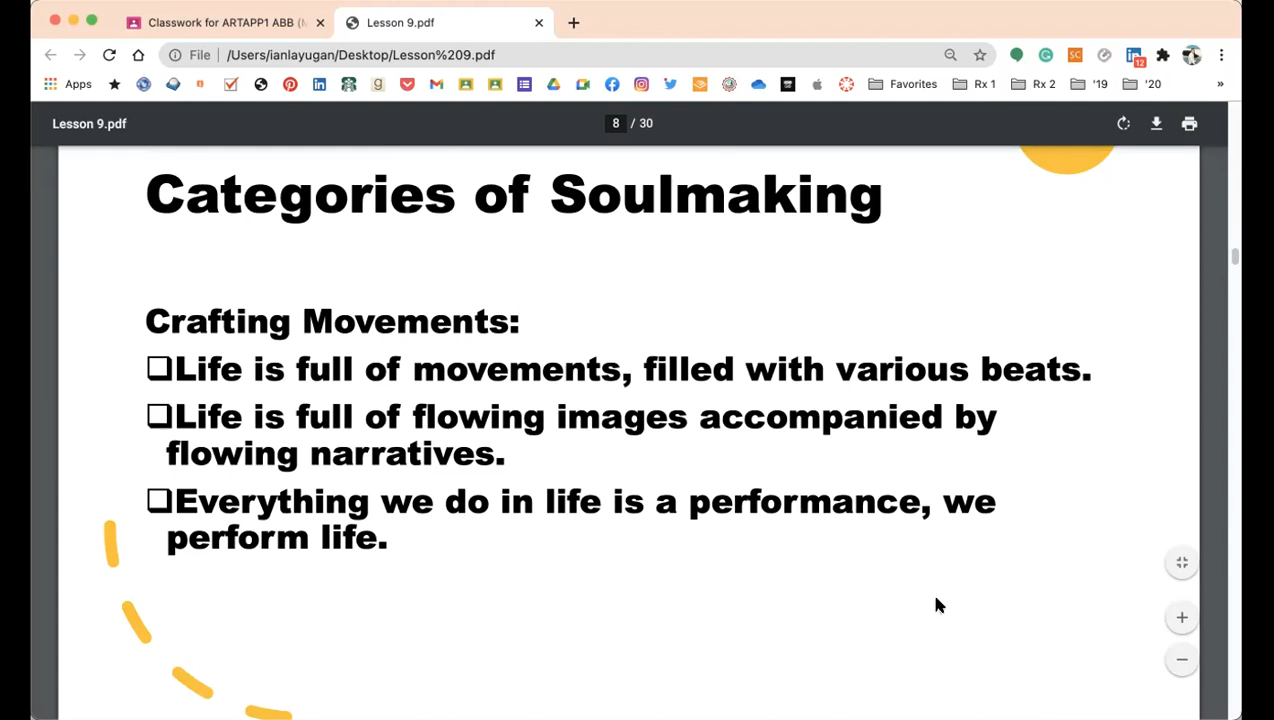 Classwork for ARTAPP1 ABB (
Lesson 9.pdf
File /Users/ianlayugan/Desktop/Lesson%209.pdf
12
Apps
Favorites
Rx 1
Rx 2
'19
'20
»
Lesson 9.pdf
8 / 30
Categories of Soulmaking
Crafting Movements:
❑Life is full of movements, filled with various beats.
❑Life is full of flowing images accompanied by
flowing narratives.
❑Everything we do in life is a performance, we
perform life.